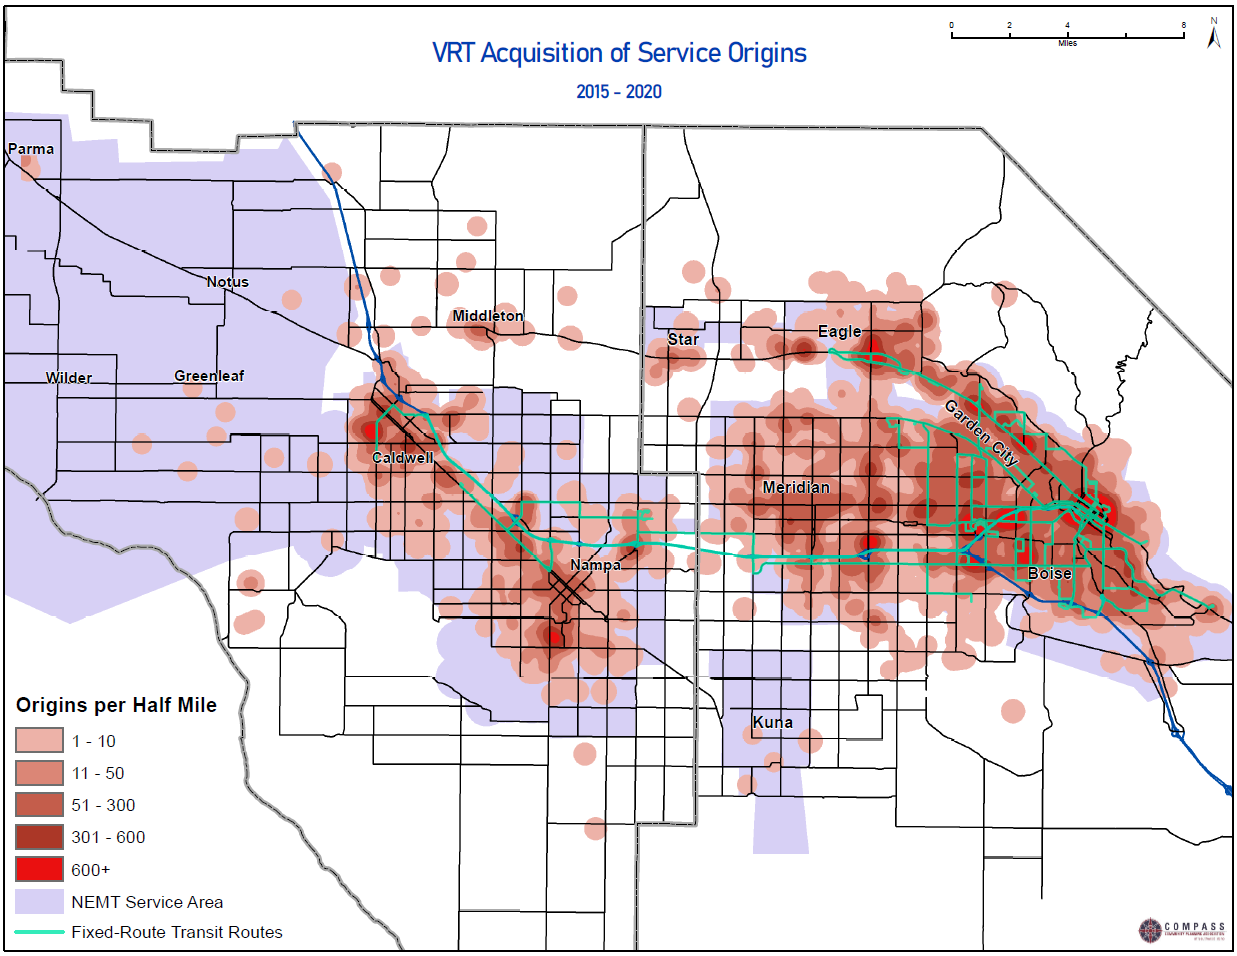 VRT Acquisition of Service Origins
2015 - 2020
0 2 4 8
Miles
N
Parma
Notus
Middleton
Star
Eagle
Wilder
Greenleaf
Garden City
Caldwell
Meridian
Nampa
Boise
Kuna
Origins per Half Mile
1 - 10
11 - 50
51 - 300
301 - 600
600+
NEMT Service Area
Fixed-Route Transit Routes
COMPASS